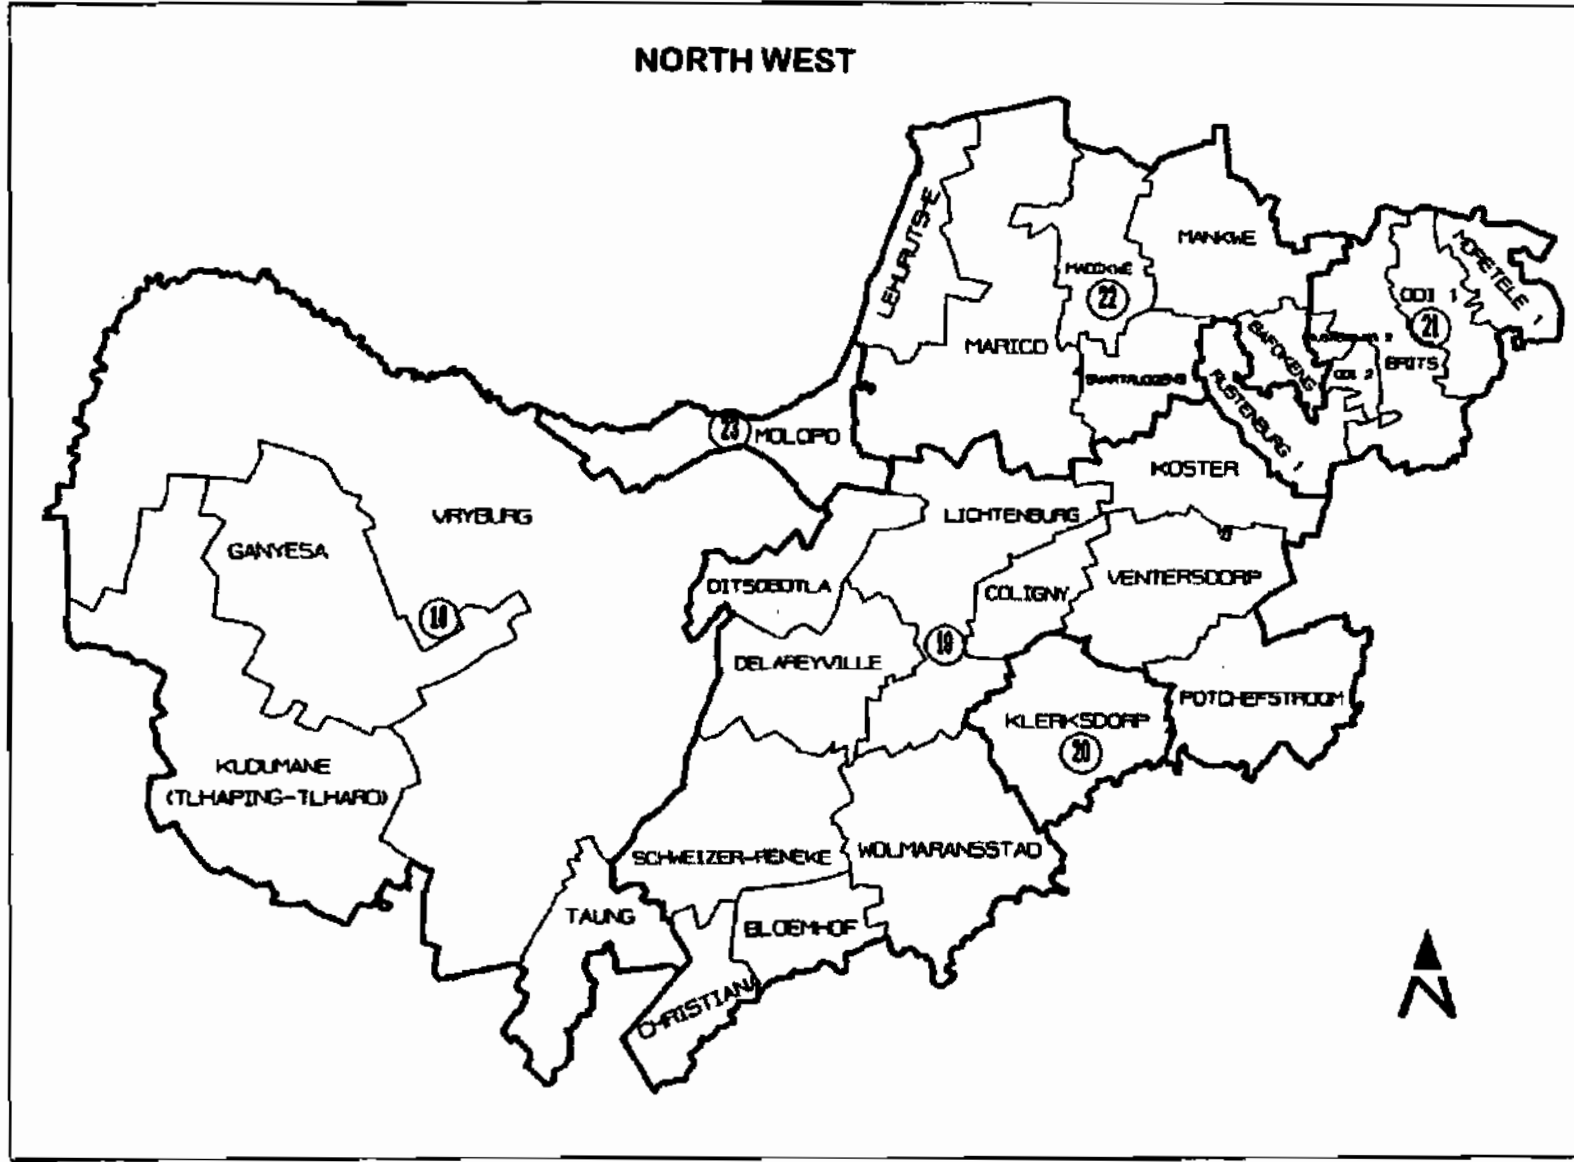 NORTH WEST
LEHURUTSHE
MANKWE
MADIKWE
22
MORETELE 1
ODI 1
21
MARICO
SWARTRUGGENS
BAFOKENG
ODI 2
BRITS
RUSTENBURG 1
23 MOLOPO
KOSTER
VRYBURG
LICHTENBURG
GANYESA
DITSOBOTLA
COLIGNY
VENTERSDORP
18
19
DELAREYVILLE
POTCHEFSTROOM
KLERKSDORP
20
KUDUMANE
(TLHAPING-TLHARO)
SCHWEIZER-RENEKE
WOLMARANSSTAD
TAUNG
BLOEMHOF
CHRISTIANA
N